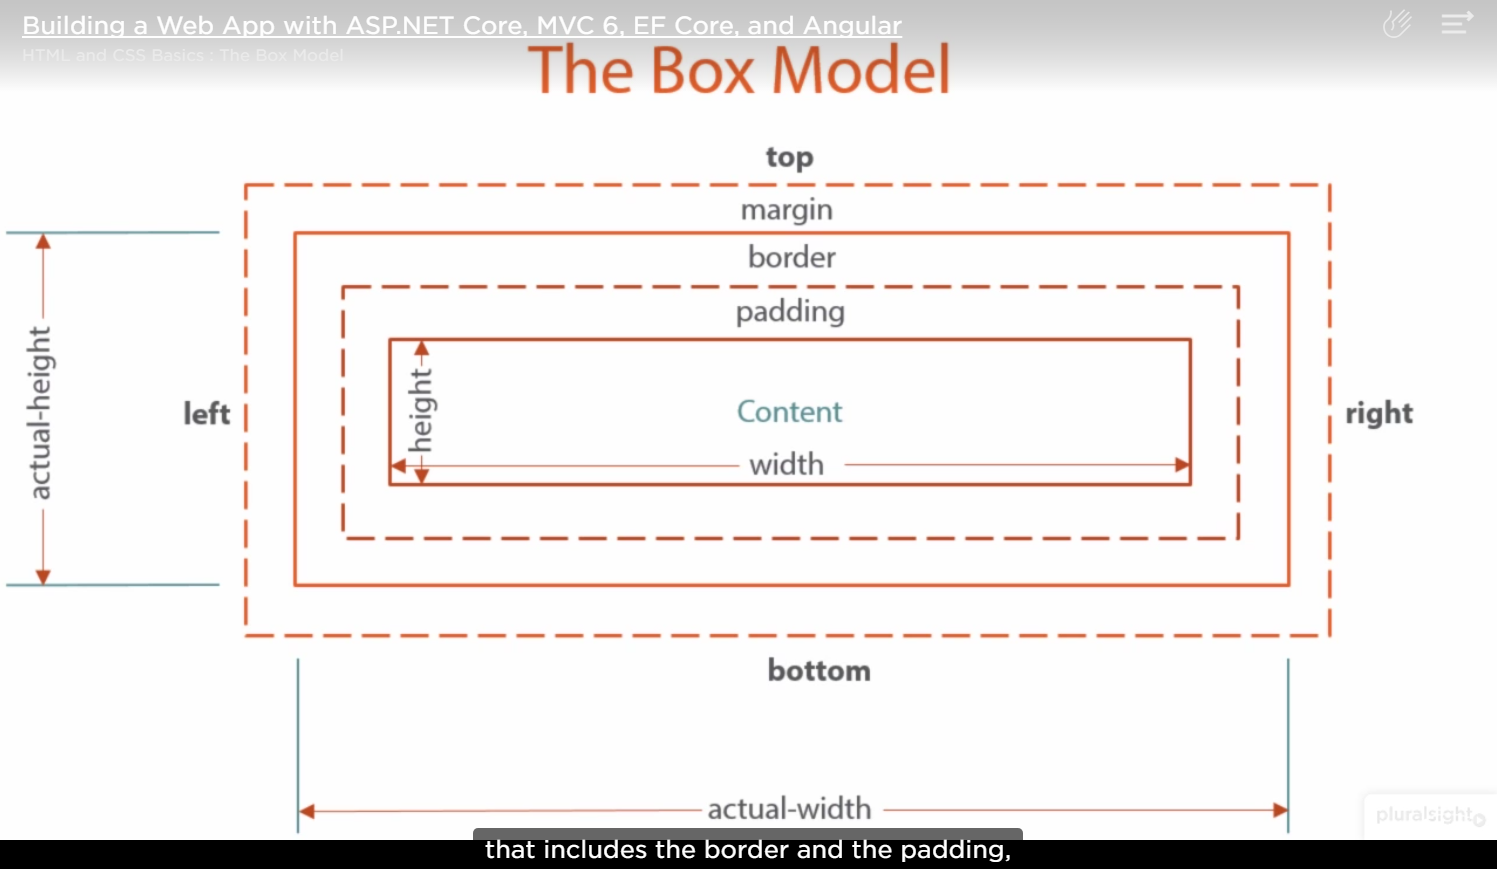 Building a Web App with ASP.NET Core, MVC 6, EF Core, and Angular
HTML and CSS Basics : The Box Model
The Box Model
top
margin
border
padding
actual-height
left
height
Content
right
width
bottom
actual-width
pluralsight
that includes the border and the padding,